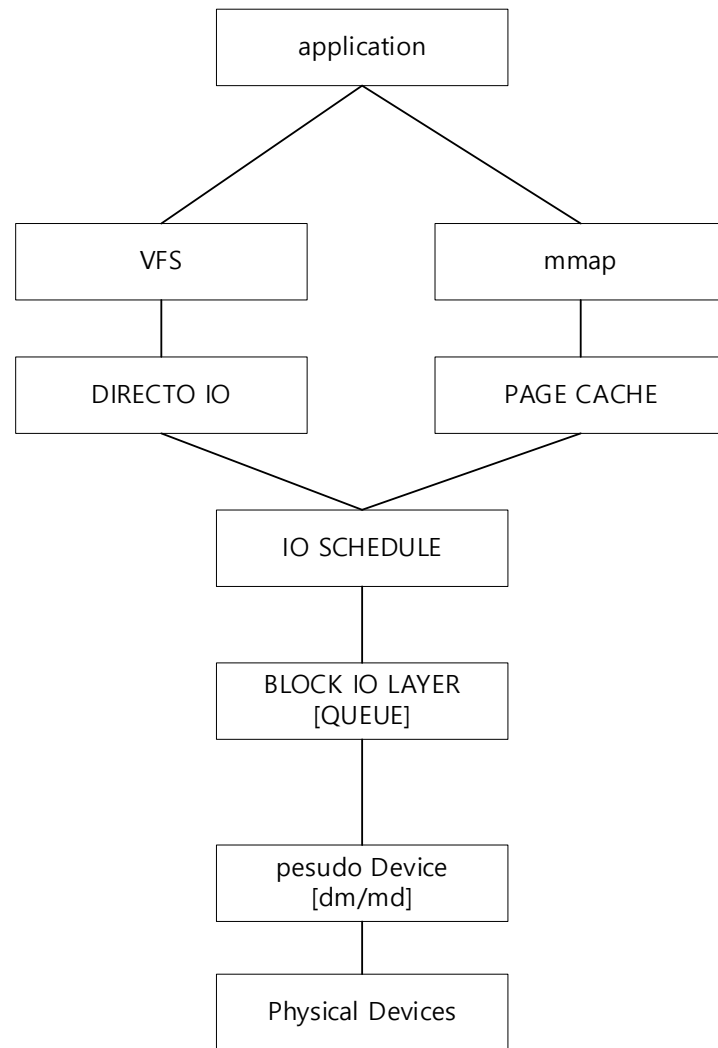 application
VFS
mmap
DIRECTO IO
PAGE CACHE
IO SCHEDULE
BLOCK IO LAYER
[QUEUE]
pesudo Device
[dm/md]
Physical Devices